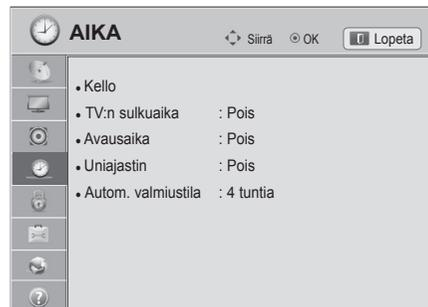 AIKA Siirrä OK Lopeta
• Kello
• TV:n sulkuaika : Pois
• Avausaika : Pois
• Uniajastin : Pois
• Autom. valmiustila : 4 tuntia
?